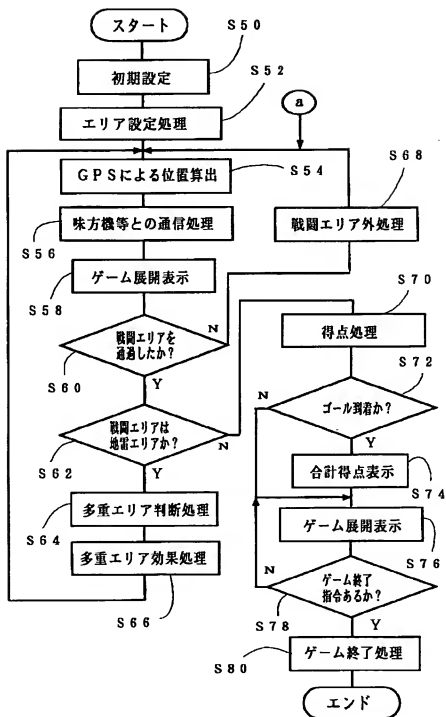 スタート
S50
初期設定
S52
エリア設定処理
a
GPSによる位置算出
S54
S68
味方機等との通信処理
S56
戦闘エリア外処理
ゲーム展開表示
S58
S70
得点処理
戦闘エリアを
通過したか？
N
S60
Y
S72
N
ゴール到着か？
Y
戦闘エリアは
地雷エリアか？
N
S62
Y
合計得点表示
S74
多重エリア判断処理
S64
ゲーム展開表示
S76
多重エリア効果処理
S66
N
ゲーム終了
指令あるか？
S78
Y
S80
ゲーム終了処理
エンド